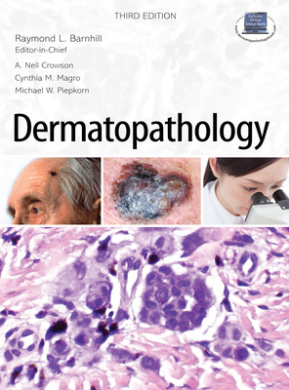 THIRD EDITION
Raymond L. Barnhill
Editor-in-Chief
A. Neil Crowson
Cynthia M. Magro
Michael W. Piepkorn
Dermatopathology